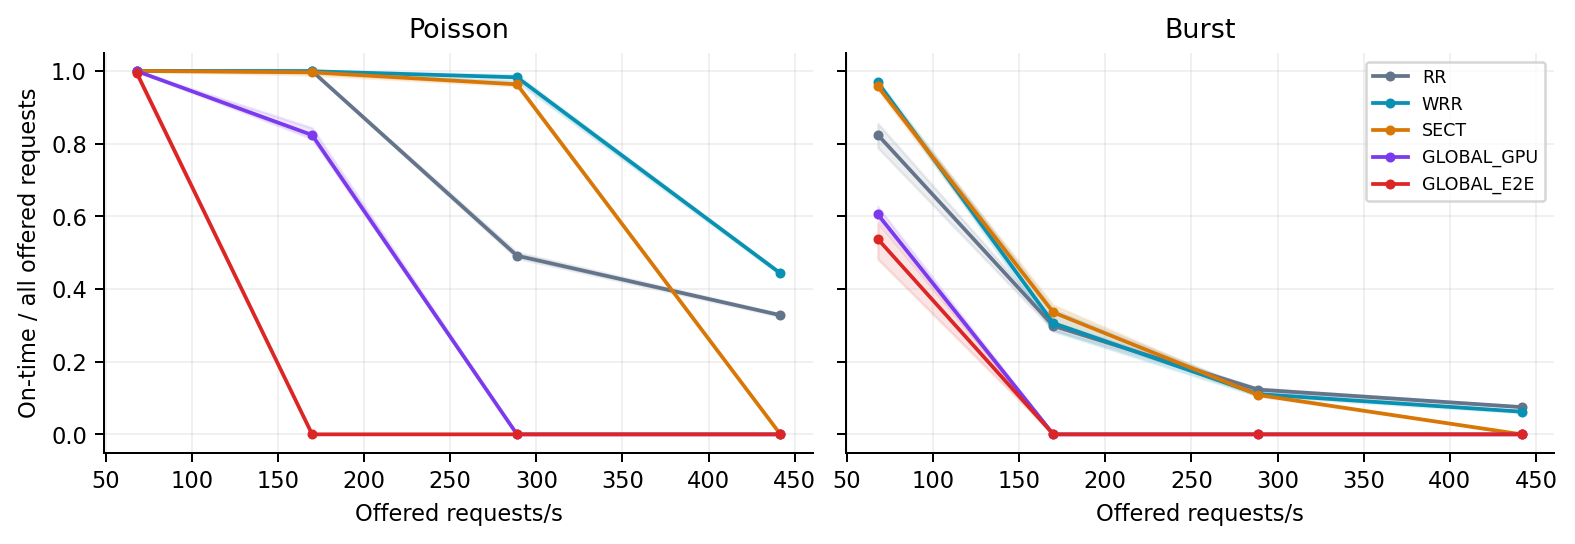 Poisson
On-time / all offered requests
1.0
0.8
0.6
0.4
0.2
0.0
50 100 150 200 250 300 350 400 450
Offered requests/s
Burst
RR
WRR
SECT
GLOBAL_GPU
GLOBAL_E2E
50 100 150 200 250 300 350 400 450
Offered requests/s